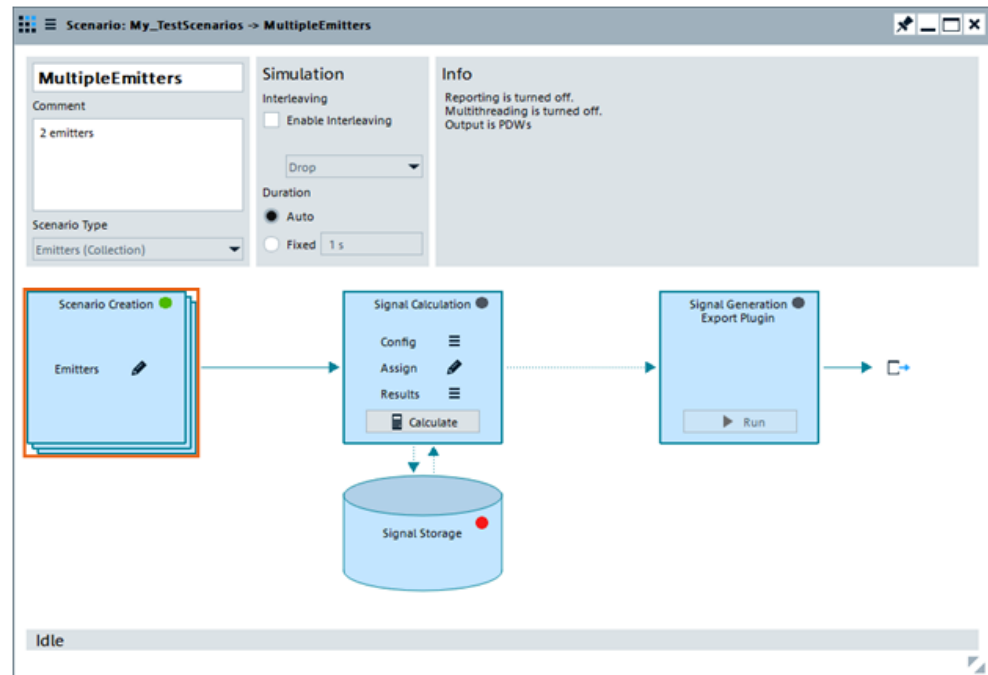 Scenario: My_TestScenarios -> MultipleEmitters
MultipleEmitters
Comment
2 emitters
Scenario Type
Emitters (Collection)
Simulation
Interleaving
Enable Interleaving
Drop
Duration
Auto
Fixed 1 s
Info
Reporting is turned off.
Multithreading is turned off.
Output is PDWs
Scenario Creation
Emitters
Signal Calculation
Config
Assign
Results
Calculate
Signal Generation
Export Plugin
Run
Signal Storage
Idle